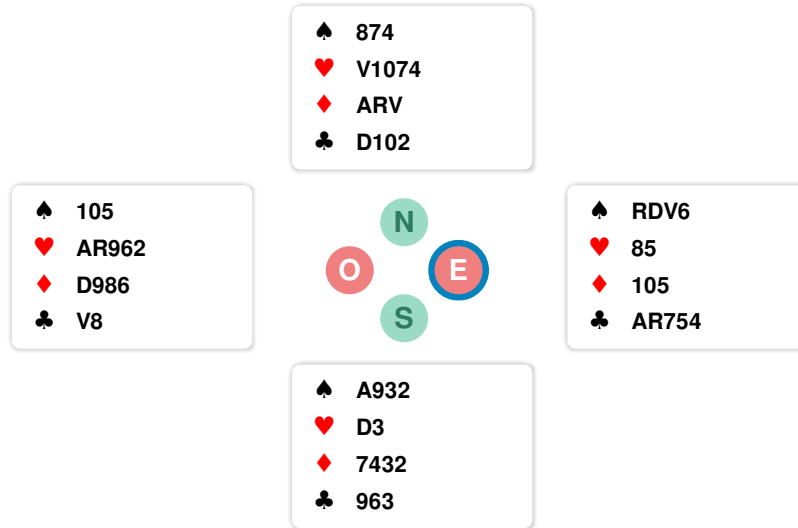 ♠ 874
♥ V1074
♦ ARV
♣ D102
♠ 105
♥ AR962
♦ D986
♣ V8
N
O
E
S
♠ RDV6
♥ 85
♦ 105
♣ AR754
♠ A932
♥ D3
♦ 7432
♣ 963